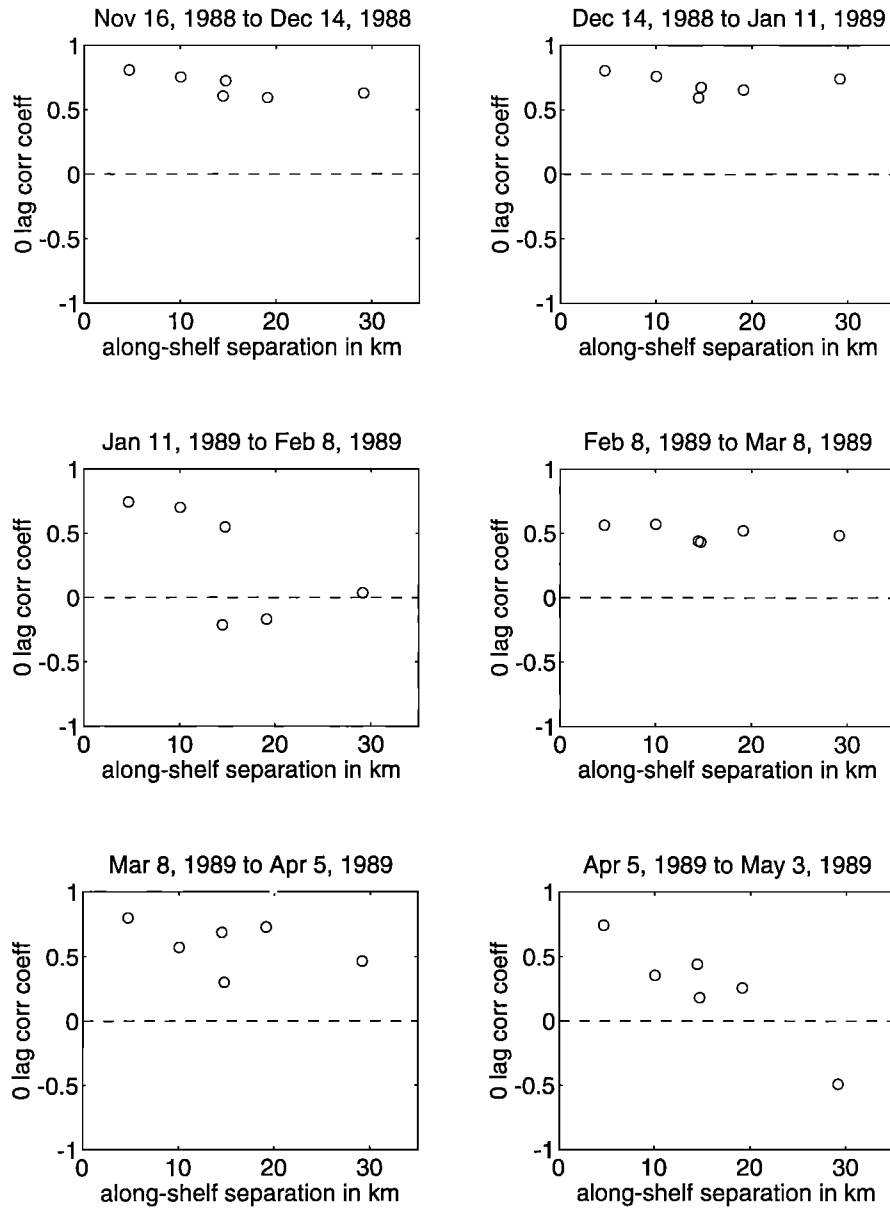 Nov 16, 1988 to Dec 14, 1988
1
0.5
0
-0.5
-1
0 lag corr coeff
0 10 20 30
along-shelf separation in km
Dec 14, 1988 to Jan 11, 1989
1
0.5
0
-0.5
-1
0 lag corr coeff
0 10 20 30
along-shelf separation in km
Jan 11, 1989 to Feb 8, 1989
1
0.5
0
-0.5
-1
0 lag corr coeff
0 10 20 30
along-shelf separation in km
Feb 8, 1989 to Mar 8, 1989
1
0.5
0
-0.5
-1
0 lag corr coeff
0 10 20 30
along-shelf separation in km
Mar 8, 1989 to Apr 5, 1989
1
0.5
0
-0.5
-1
0 lag corr coeff
0 10 20 30
along-shelf separation in km
Apr 5, 1989 to May 3, 1989
1
0.5
0
-0.5
-1
0 lag corr coeff
0 10 20 30
along-shelf separation in km